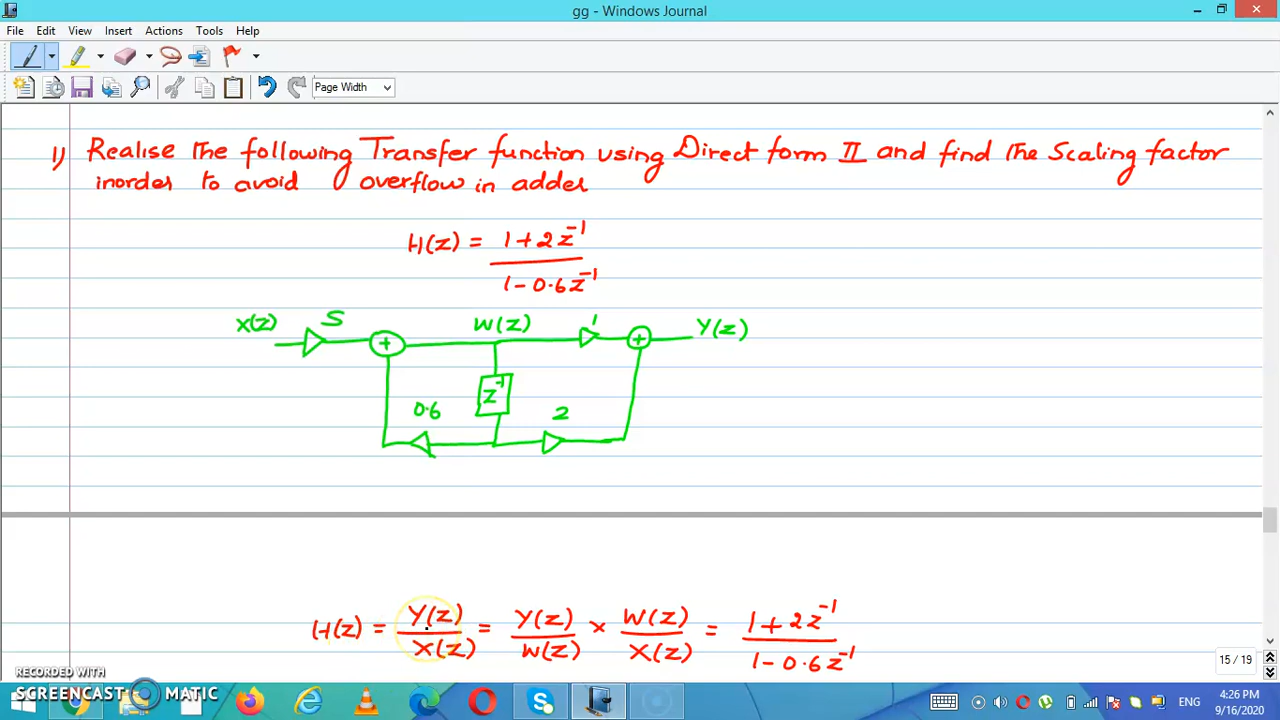 gg - Windows Journal
File Edit View Insert Actions Tools Help
Page Width
1) Realise the following Transfer function using Direct form II and find the Scaling factor
inorder to avoid overflow in adder
H(z) = 1+2z⁻¹
1-0.6z⁻¹
X(z) S + W(z) 1 + Y(z)
z⁻¹
0.6 2
H(z) = Y(z) = Y(z) × W(z) = 1+2z⁻¹
X(z) W(z) X(z) 1-0.6z⁻¹
15 / 19
RECORDED WITH
SCREENCAST MATIC
ENG
4:26 PM
9/16/2020